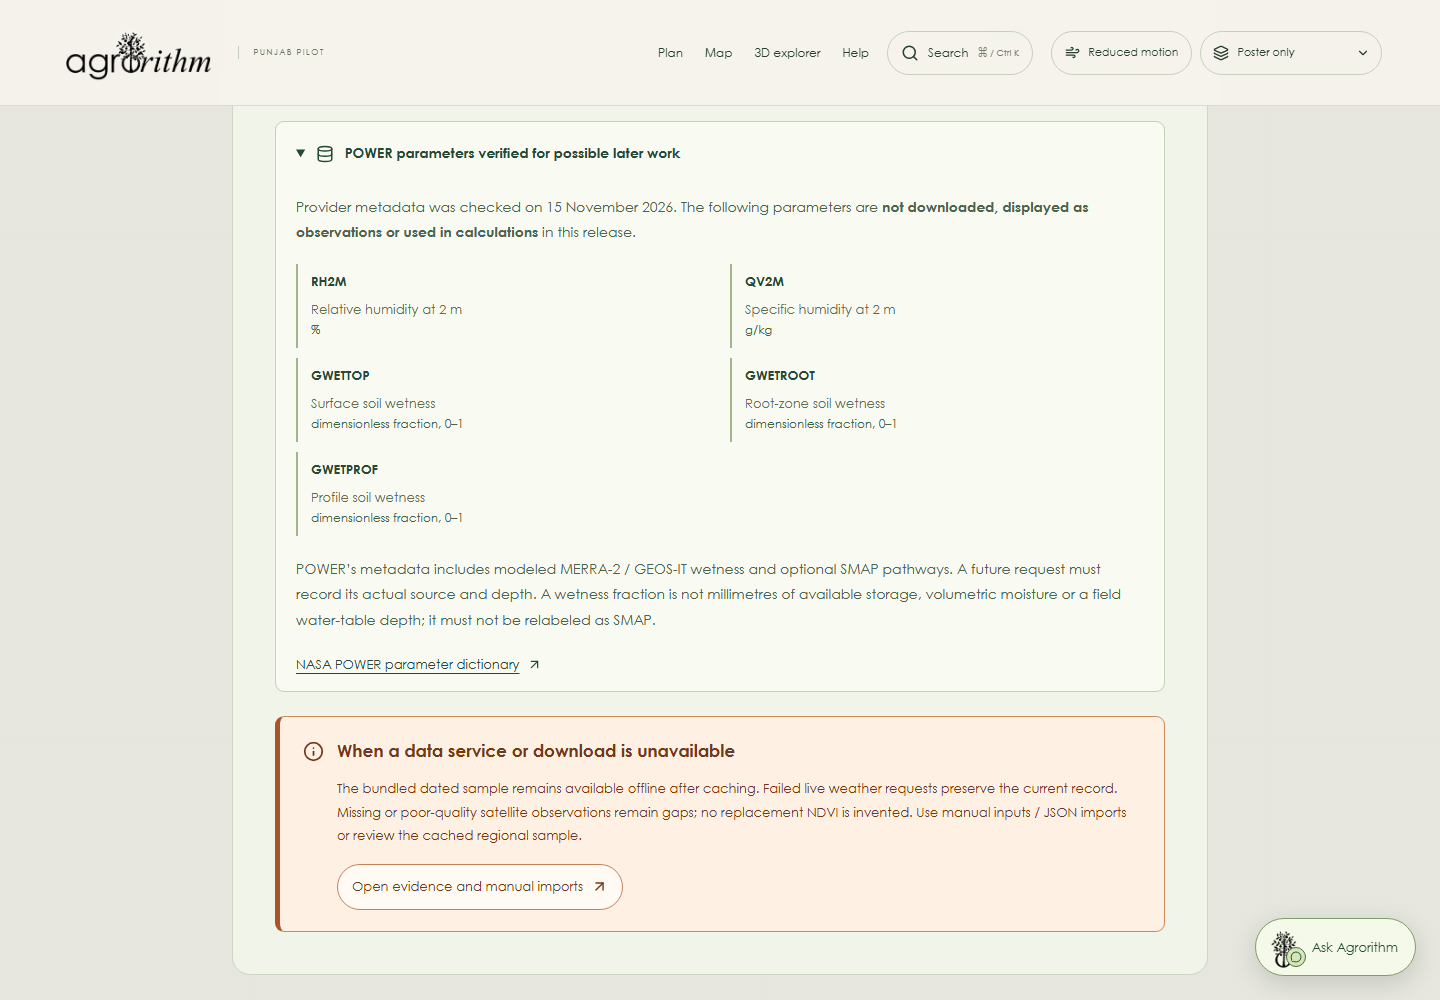 agrorithm
PUNJAB PILOT
Plan
Map
3D explorer
Help
Search ⌘ / Ctrl K
Reduced motion
Poster only
POWER parameters verified for possible later work
Provider metadata was checked on 15 November 2026. The following parameters are not downloaded, displayed as
observations or used in calculations in this release.
RH2M
Relative humidity at 2 m
%
QV2M
Specific humidity at 2 m
g/kg
GWETTOP
Surface soil wetness
dimensionless fraction, 0–1
GWETROOT
Root-zone soil wetness
dimensionless fraction, 0–1
GWETPROF
Profile soil wetness
dimensionless fraction, 0–1
POWER’s metadata includes modeled MERRA-2 / GEOS-IT wetness and optional SMAP pathways. A future request must
record its actual source and depth. A wetness fraction is not millimetres of available storage, volumetric moisture or a field
water-table depth; it must not be relabeled as SMAP.
NASA POWER parameter dictionary
When a data service or download is unavailable
The bundled dated sample remains available offline after caching. Failed live weather requests preserve the current record.
Missing or poor-quality satellite observations remain gaps; no replacement NDVI is invented. Use manual inputs / JSON imports
or review the cached regional sample.
Open evidence and manual imports
Ask Agrorithm